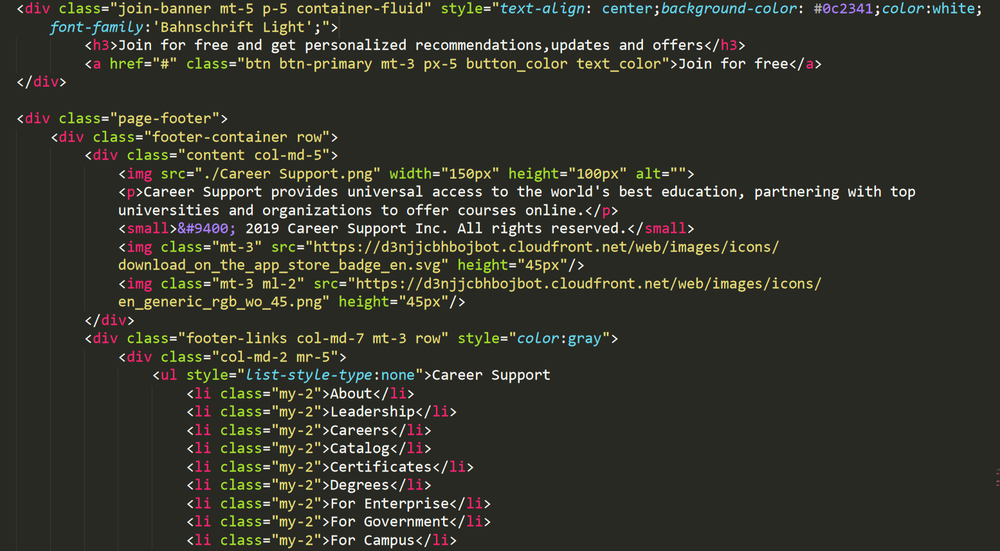 <div class="join-banner mt-5 p-5 container-fluid" style="text-align: center;background-color: #0c2341;color:white;
font-family:'Bahnschrift Light';">
<h3>Join for free and get personalized recommendations,updates and offers</h3>
<a href="#" class="btn btn-primary mt-3 px-5 button_color text_color">Join for free</a>
</div>
<div class="page-footer">
<div class="footer-container row">
<div class="content col-md-5">
<img src="./Career Support.png" width="150px" height="100px" alt="">
<p>Career Support provides universal access to the world's best education, partnering with top
universities and organizations to offer courses online.</p>
<small>&#9400; 2019 Career Support Inc. All rights reserved.</small>
<img class="mt-3" src="https://d3njjcbhbojbot.cloudfront.net/web/images/icons/
download_on_the_app_store_badge_en.svg" height="45px"/>
<img class="mt-3 ml-2" src="https://d3njjcbhbojbot.cloudfront.net/web/images/icons/
en_generic_rgb_wo_45.png" height="45px"/>
</div>
<div class="footer-links col-md-7 mt-3 row" style="color:gray">
<div class="col-md-2 mr-5">
<ul style="list-style-type:none">Career Support
<li class="my-2">About</li>
<li class="my-2">Leadership</li>
<li class="my-2">Careers</li>
<li class="my-2">Catalog</li>
<li class="my-2">Certificates</li>
<li class="my-2">Degrees</li>
<li class="my-2">For Enterprise</li>
<li class="my-2">For Government</li>
<li class="my-2">For Campus</li>